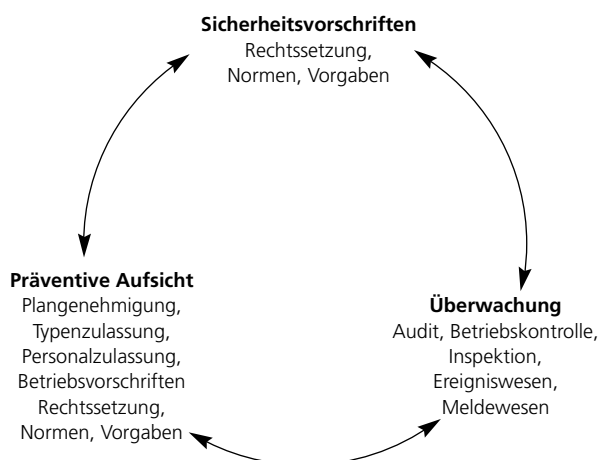 Sicherheitsvorschriften
Rechtssetzung,
Normen, Vorgaben
Präventive Aufsicht
Plangenehmigung,
Typenzulassung,
Personalzulassung,
Betriebsvorschriften
Rechtssetzung,
Normen, Vorgaben
Überwachung
Audit, Betriebskontrolle,
Inspektion,
Ereigniswesen,
Meldewesen